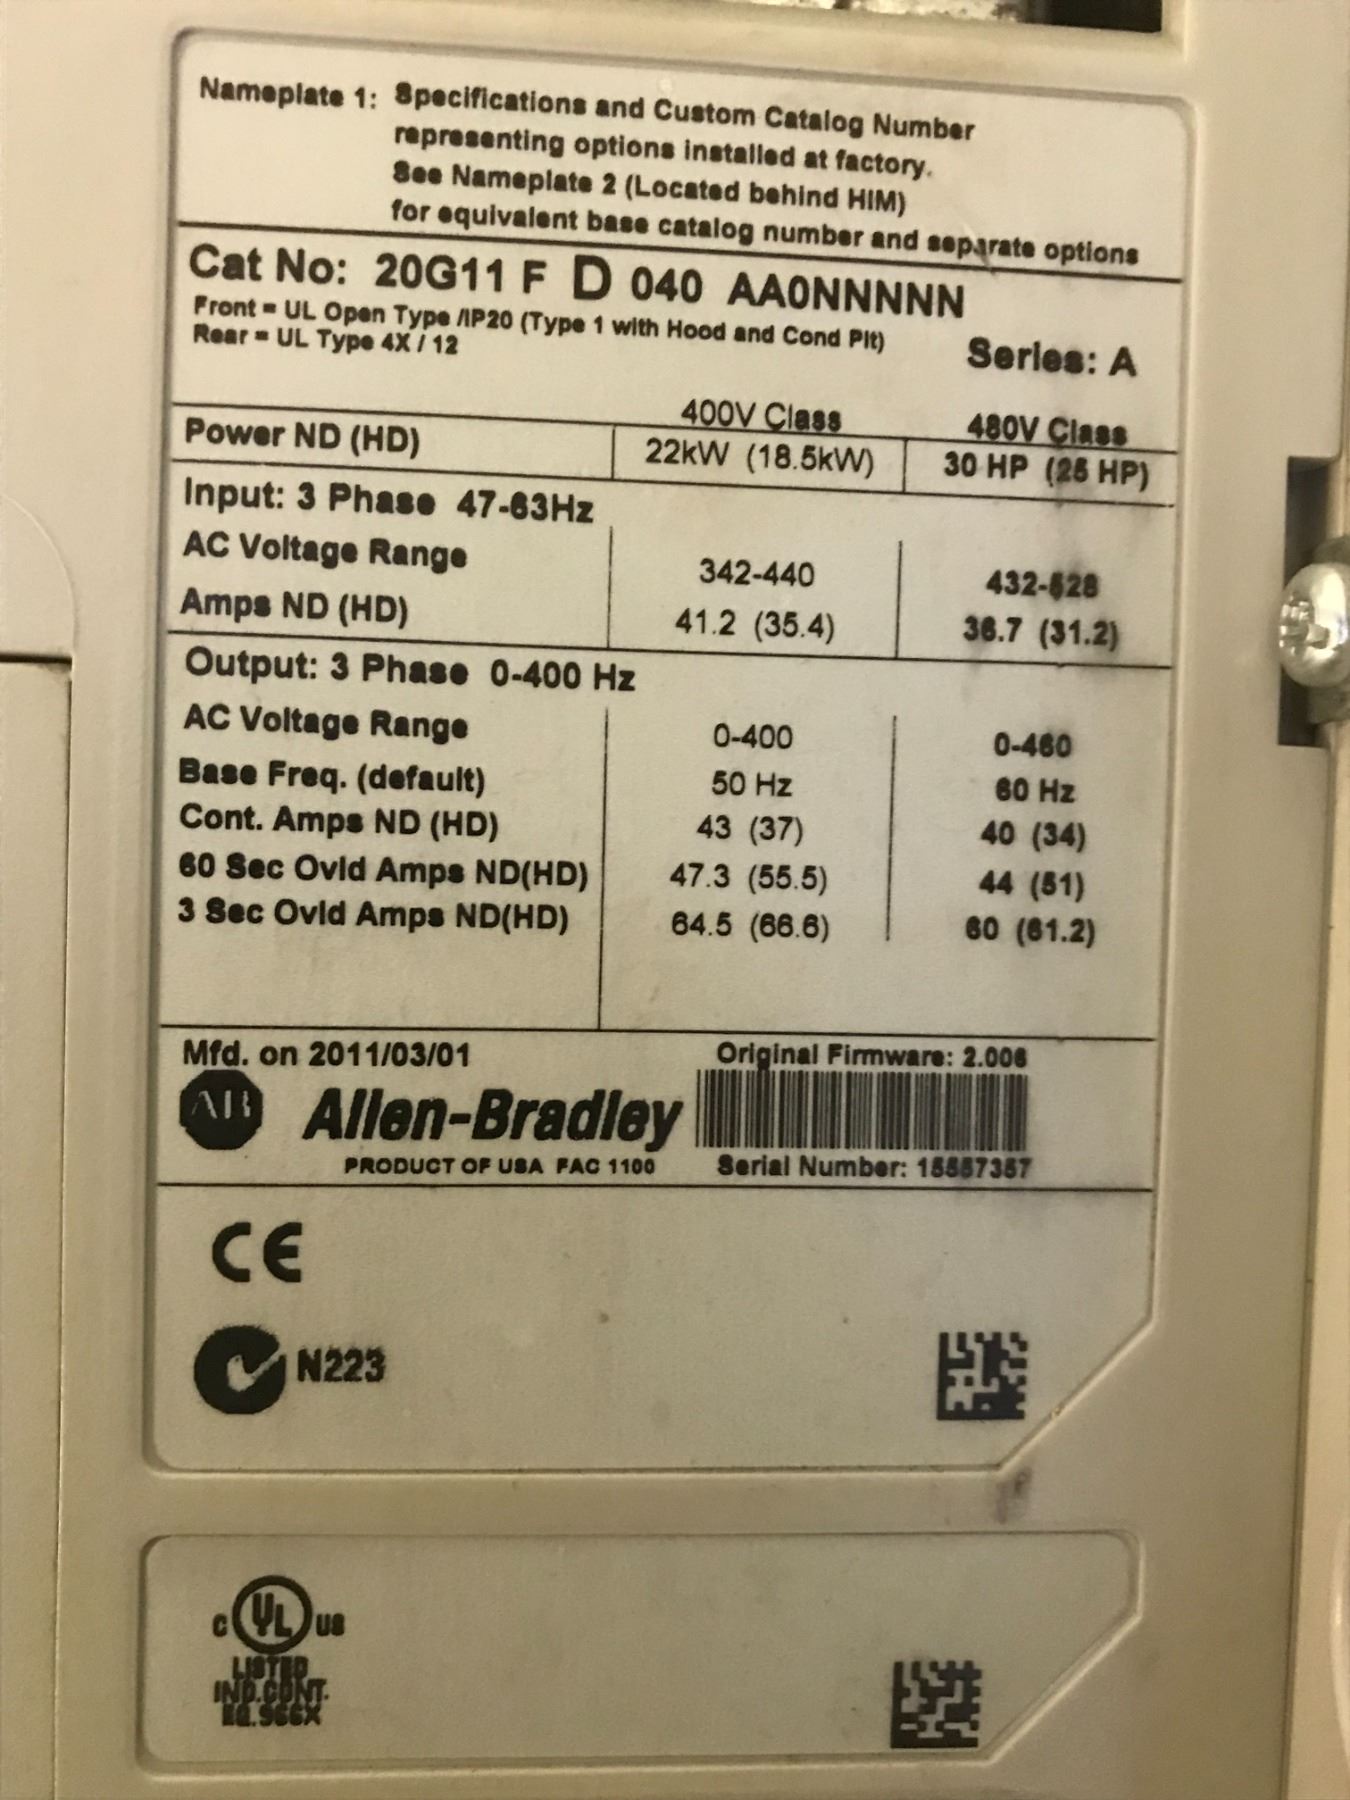 Nameplate 1: Specifications and Custom Catalog Number
representing options installed at factory.
See Nameplate 2 (Located behind HIM)
for equivalent base catalog number and separate options
Cat No: 20G11 F D 040 AA0NNNNN
Front = UL Open Type /IP20 (Type 1 with Hood and Cond Plt)
Rear = UL Type 4X / 12
Series: A
400V Class 480V Class
Power ND (HD) 22kW (18.5kW) 30 HP (25 HP)
Input: 3 Phase 47-63Hz
AC Voltage Range 342-440 432-528
Amps ND (HD) 41.2 (35.4) 36.7 (31.2)
Output: 3 Phase 0-400 Hz
AC Voltage Range 0-400 0-460
Base Freq. (default) 50 Hz 60 Hz
Cont. Amps ND (HD) 43 (37) 40 (34)
60 Sec Ovld Amps ND(HD) 47.3 (55.5) 44 (51)
3 Sec Ovld Amps ND(HD) 64.5 (66.6) 60 (61.2)
Mfd. on 2011/03/01 Original Firmware: 2.006
AB Allen-Bradley
PRODUCT OF USA FAC 1100 Serial Number:
CE
N223
C UL US
LISTED
IND.CONT.
EQ. 966X